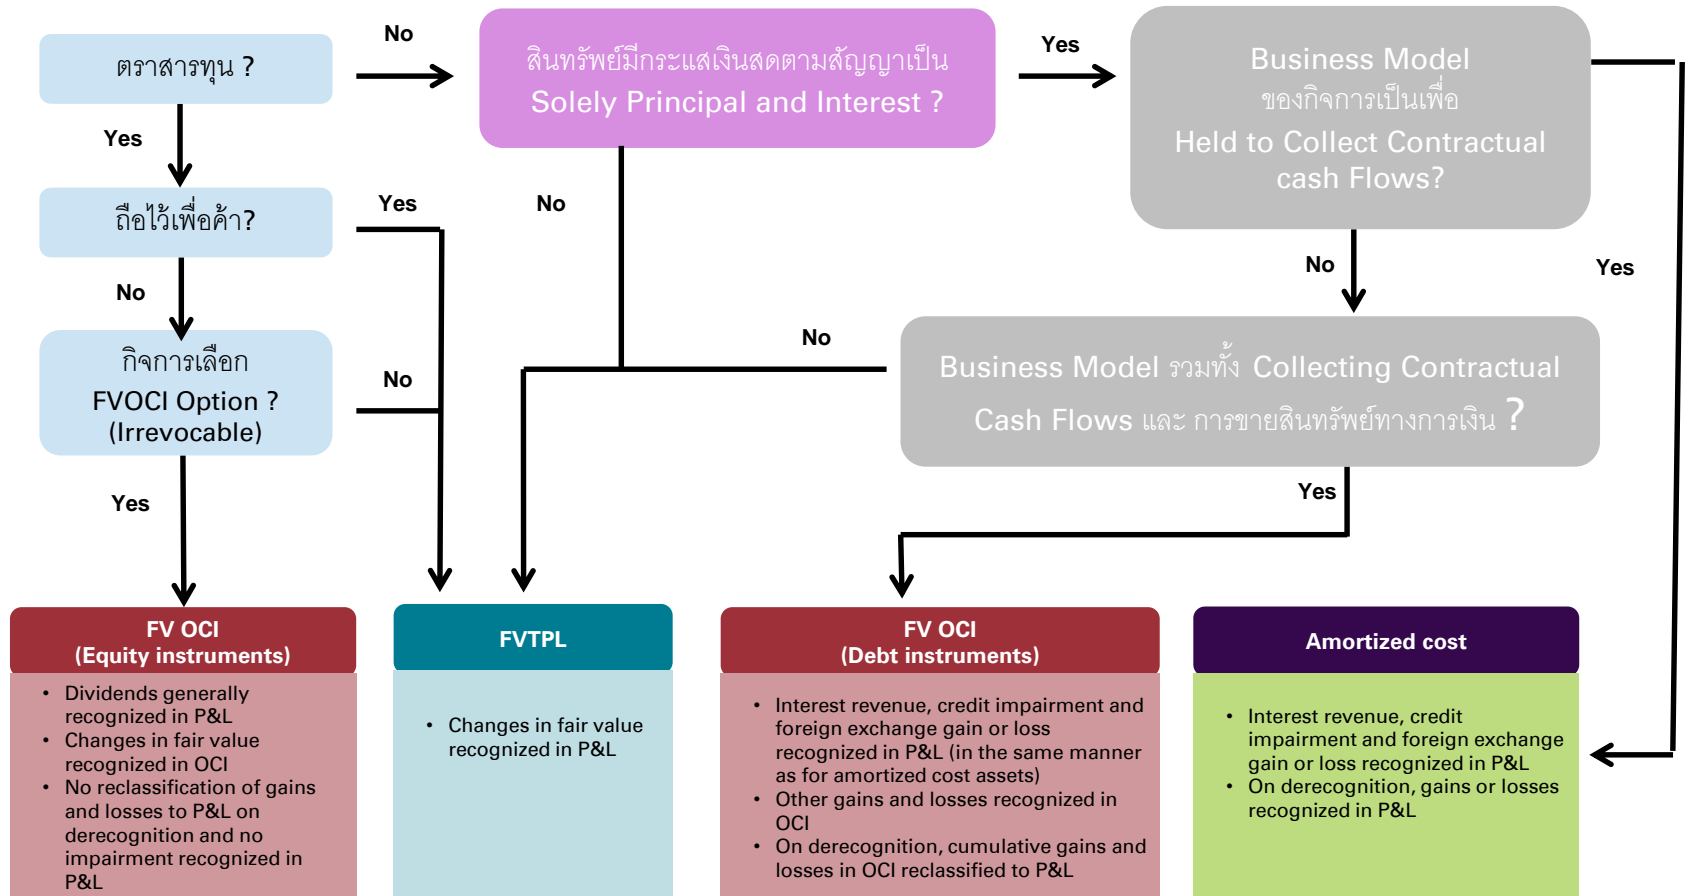 ตราสารทุน ?
No
สินทรัพย์มีกระแสเงินสดตามสัญญาเป็น
Solely Principal and Interest ?
Yes
Business Model
ของกิจการเป็นเพื่อ
Held to Collect Contractual
cash Flows?
Yes
ถือไว้เพื่อค้า?
Yes
No
No
Yes
No
กิจการเลือก
FVOCI Option ?
(Irrevocable)
No
No
Business Model รวมทั้ง Collecting Contractual
Cash Flows และ การขายสินทรัพย์ทางการเงิน ?
Yes
Yes
FV OCI
(Equity instruments)
• Dividends generally
recognized in P&L
• Changes in fair value
recognized in OCI
• No reclassification of gains
and losses to P&L on
derecognition and no
impairment recognized in
P&L
FVTPL
• Changes in fair value
recognized in P&L
FV OCI
(Debt instruments)
• Interest revenue, credit impairment and
foreign exchange gain or loss
recognized in P&L (in the same manner
as for amortized cost assets)
• Other gains and losses recognized in
OCI
• On derecognition, cumulative gains and
losses in OCI reclassified to P&L
Amortized cost
• Interest revenue, credit
impairment and foreign exchange
gain or loss recognized in P&L
• On derecognition, gains or losses
recognized in P&L